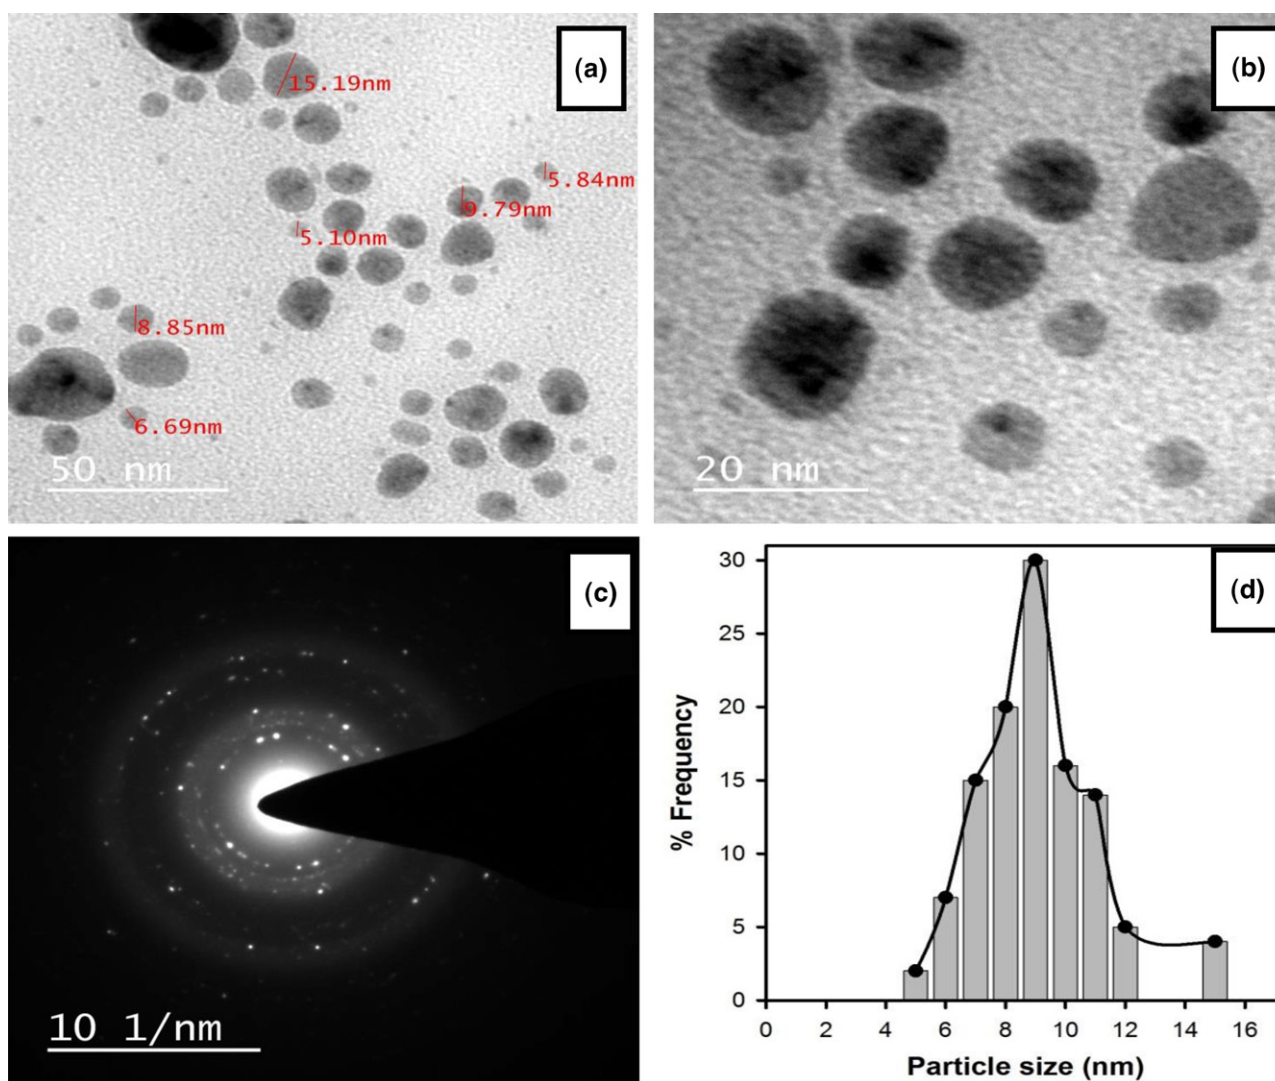 (a)
15.19nm
5.84nm
9.79nm
5.10nm
8.85nm
6.69nm
50 nm
(b)
20 nm
(c)
10 1/nm
(d)
30
25
20
15
10
5
0
% Frequency
0 2 4 6 8 10 12 14 16
Particle size (nm)